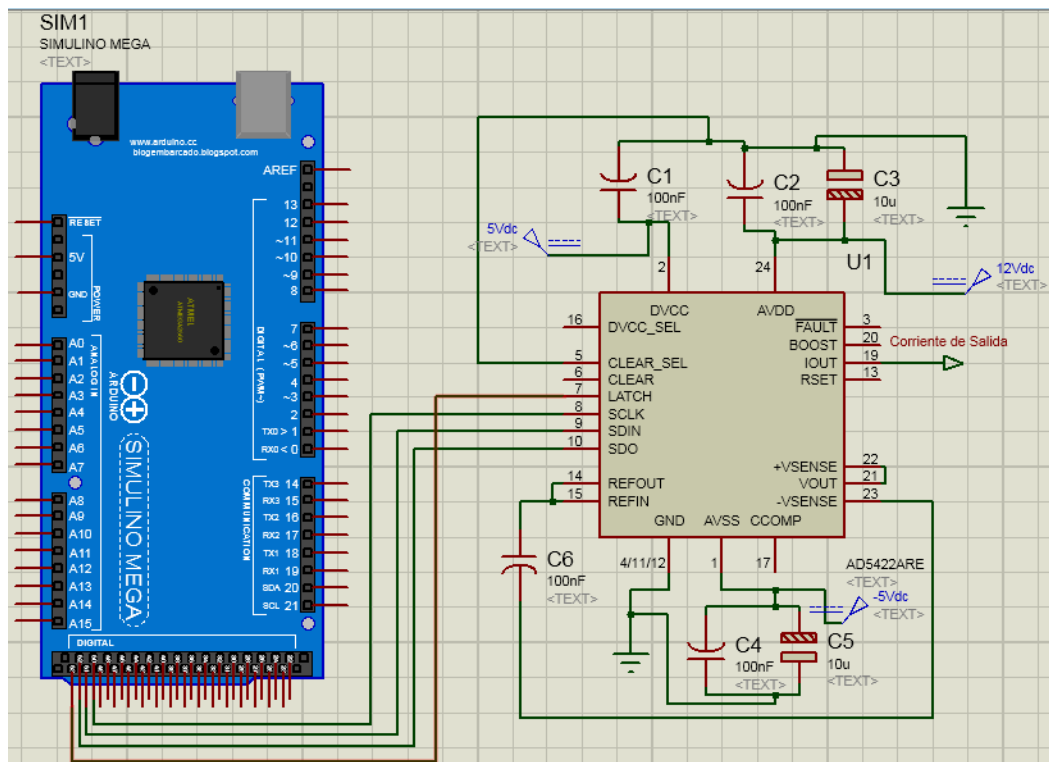 SIM1
SIMULINO MEGA
<TEXT>
www.arduino.cc
blogembarcado.blogspot.com
AREF
13
12
~11
~10
~9
8
7
~6
~5
4
~3
2
TX0 > 1
RX0 < 0
TX3 14
RX3 15
TX2 16
RX2 17
TX1 18
RX1 19
SDA 20
SCL 21
RESET
5V
GND
POWER
A0
A1
A2
A3
A4
A5
A6
A7
A8
A9
A10
A11
A12
A13
A14
A15
ANALOG IN
ARDUINO
SIMULINO MEGA
ATMEL
DIGITAL (PWM~)
COMMUNICATION
DIGITAL
C1
100nF
<TEXT>
C2
100nF
<TEXT>
C3
10u
<TEXT>
5Vdc
<TEXT>
12Vdc
<TEXT>
U1
2
24
DVCC
AVDD
16
DVCC_SEL
5
CLEAR_SEL
6
CLEAR
7
LATCH
8
SCLK
9
SDIN
10
SDO
14
REFOUT
15
REFIN
FAULT
3
BOOST
20
IOUT
19
RSET
13
Corriente de Salida
+VSENSE
22
VOUT
21
-VSENSE
23
GND
AVSS
CCOMP
4/11/12
1
17
AD5422ARE
<TEXT>
-5Vdc
<TEXT>
C6
100nF
<TEXT>
C4
100nF
<TEXT>
C5
10u
<TEXT>